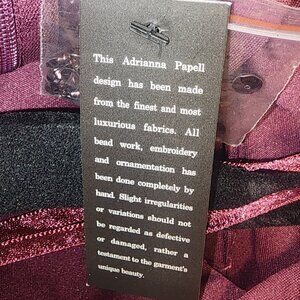 This Adrianna Papell
design has been made
from the finest and most
luxurious fabrics. All
bead work, embroidery
and ornamentation has
been done completely by
hand. Slight irregularities
or variations should not
be regarded as defective
or damaged, rather a
testament to the garment's
unique beauty.